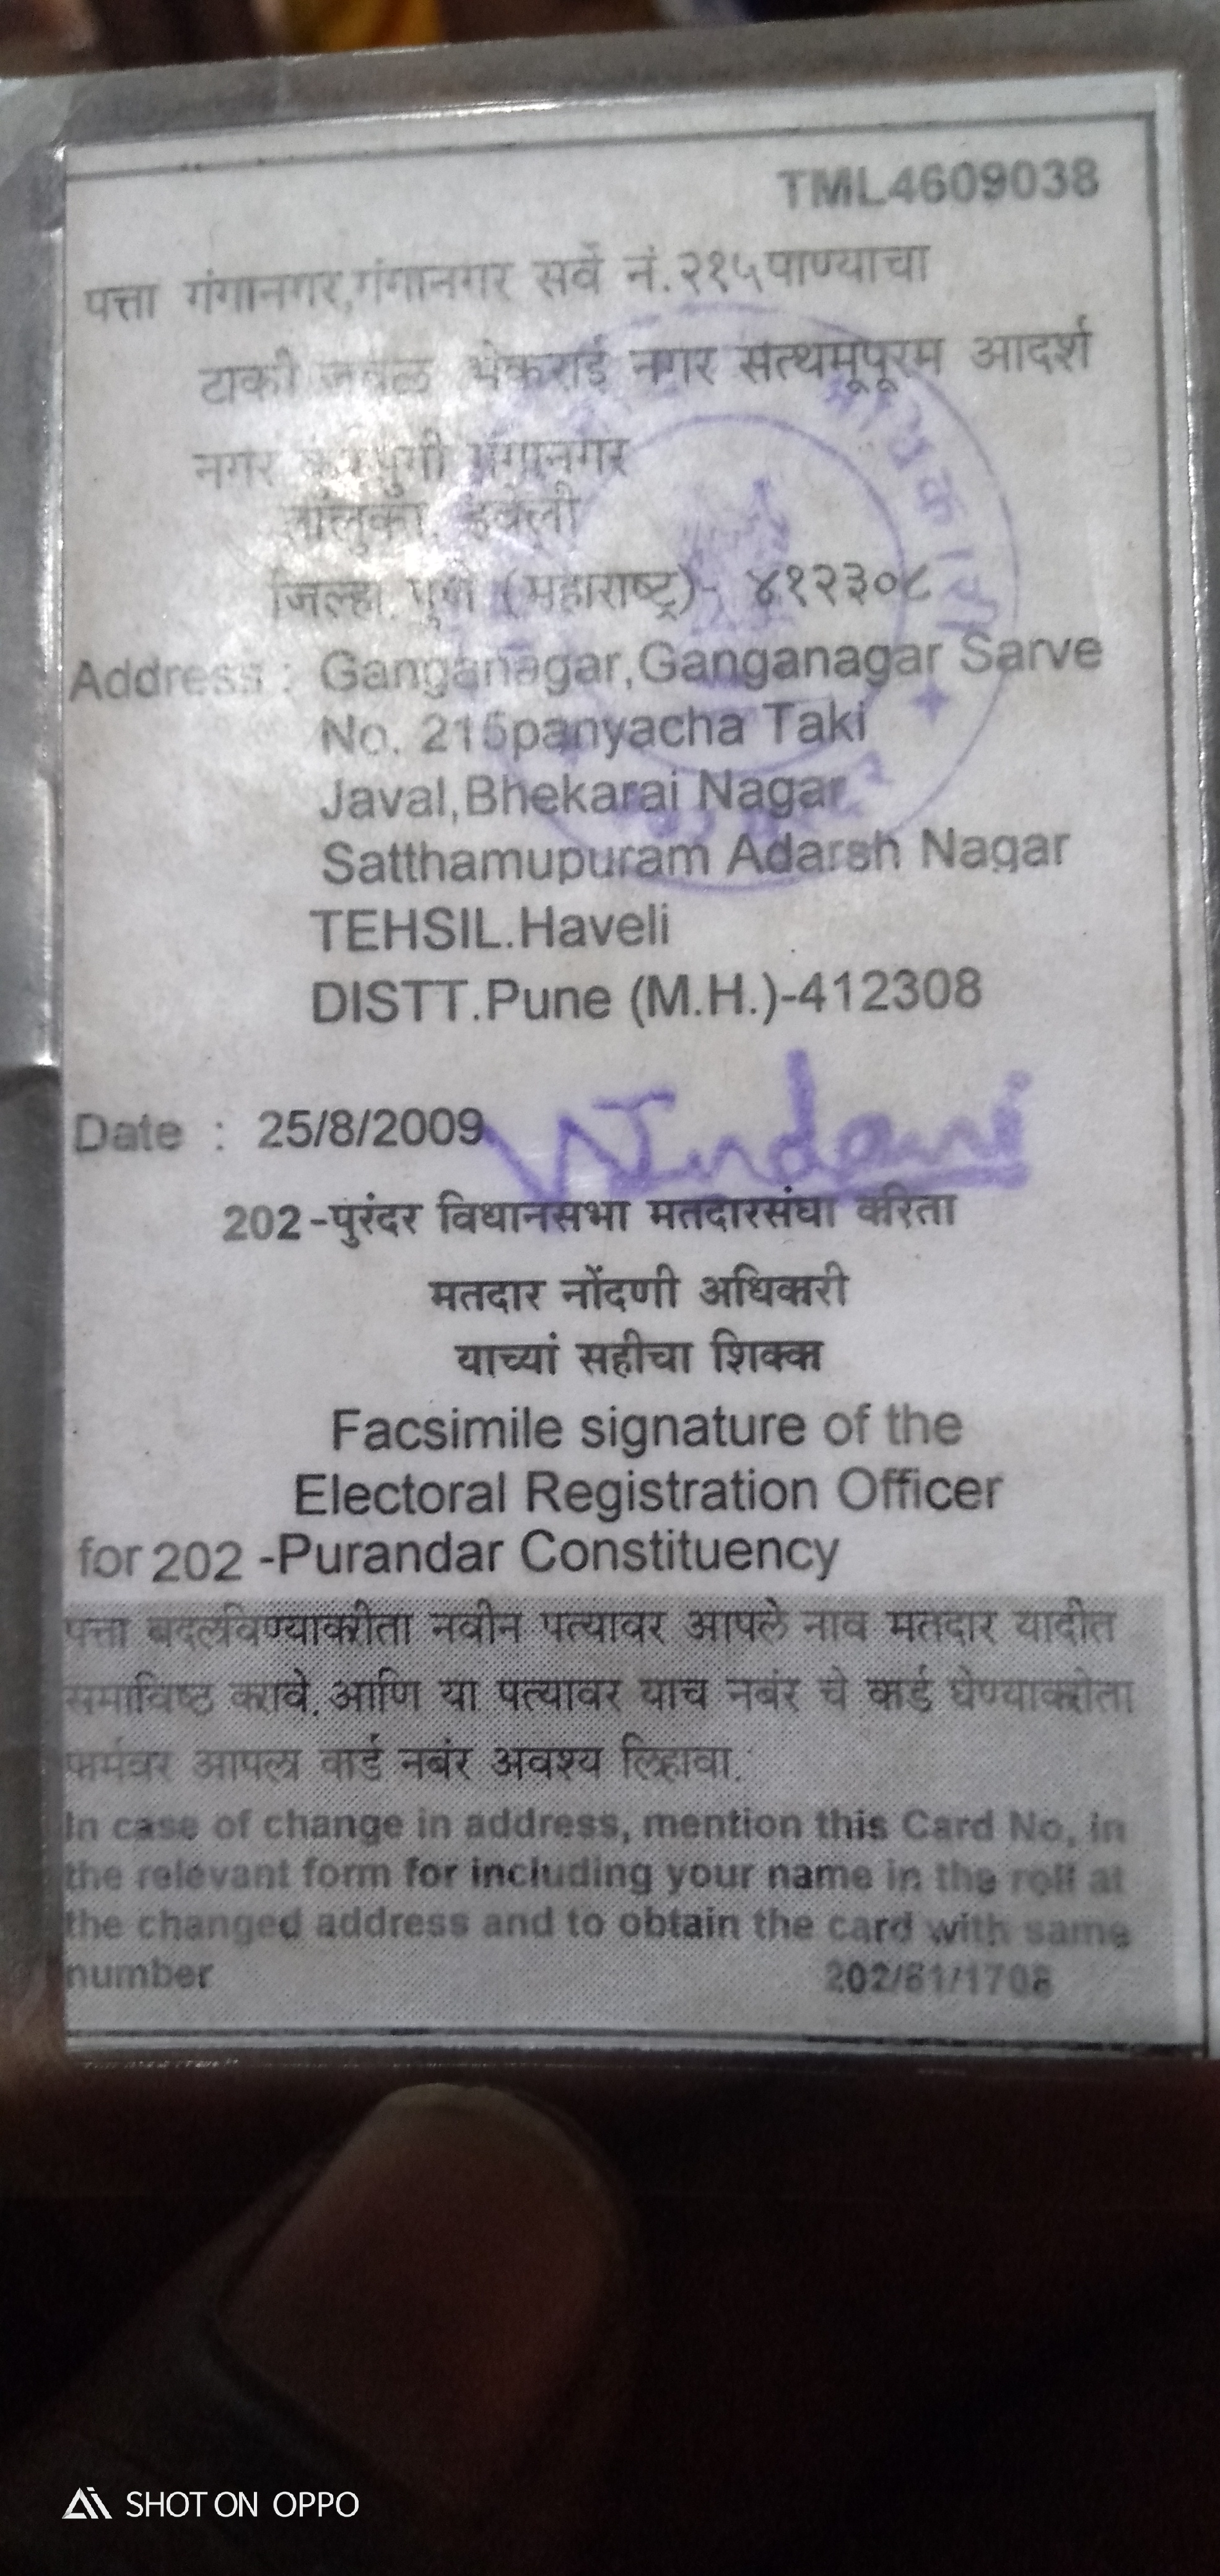 TML4609038
पत्ता गंगानगर,गंगानगर सर्वे नं.२१५पाण्याचा
टाकी जवळ भेकराई नगर सत्थमूपूरम आदर्श
नगर गंगानगर
तालुका. हवेली
जिल्हा. (महाराष्ट्र)- ४१२३०८
Address : Ganganagar,Ganganagar Sarve
No. 215panyacha Taki
Javal,Bhekarai Nagar
Satthamupuram Adarsh Nagar
TEHSIL.Haveli
DISTT.Pune (M.H.)-412308
Date : 25/8/2009
202-पुरंदर विधानसभा मतदारसंघा करिता
मतदार नोंदणी अधिकारी
याच्यां सहीचा शिक्का
Facsimile signature of the
Electoral Registration Officer
for 202 -Purandar Constituency
पत्ता बदलविण्याकरीता नवीन पत्यावर आपले नाव मतदार यादीत
समाविष्ठ करावे. आणि या पत्यावर याच नबंर चे कार्ड घेण्याकरीता
फार्मवर आपला कार्ड नबंर अवश्य लिहावा.
In case of change in address, mention this Card No, in
the relevant form for including your name in the roll at
the changed address and to obtain the card with same
number
SHOT ON OPPO